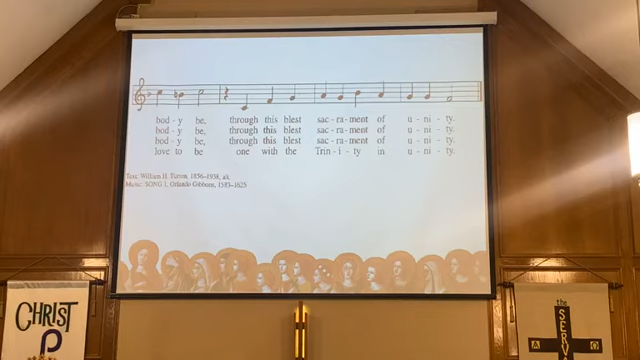 bod - y be, through this blest sac - ra - ment of u - ni - ty.
bod - y be, through this blest sac - ra - ment of u - ni - ty.
bod - y be, through this blest sac - ra - ment of u - ni - ty.
love to be one with the Trin - i - ty in u - ni - ty.
Text: William H. Turton, 1856–1938, alt.
Music: SONG 1, Orlando Gibbons, 1583–1625
CHRIST
P
the
SERV
A
Ω